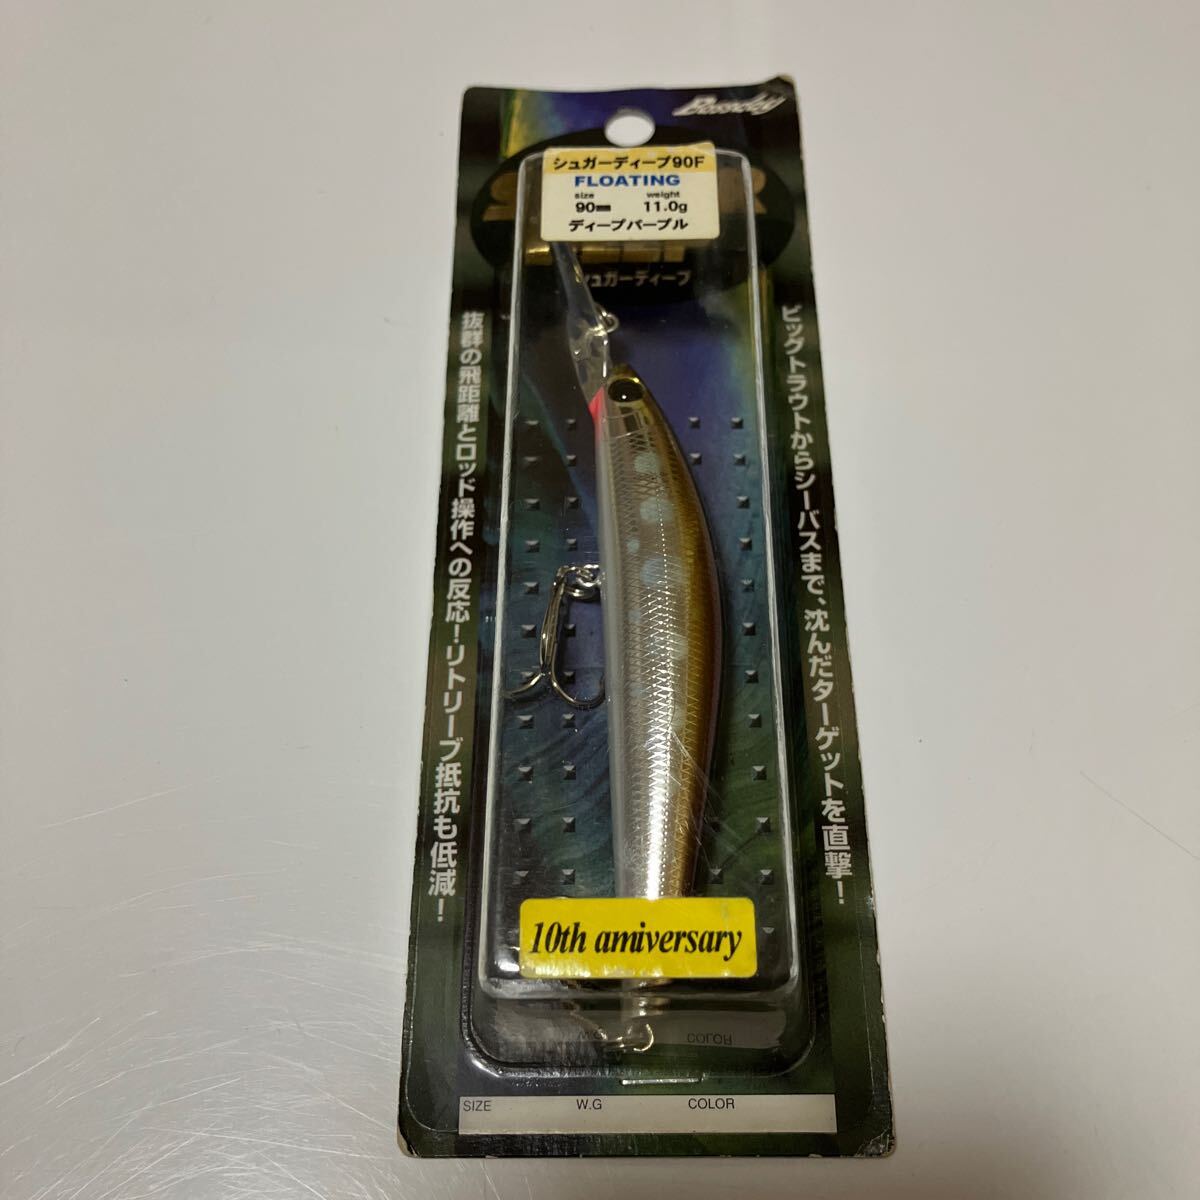 Bassday
シュガーディープ90F
FLOATING
size weight
90mm 11.0g
ディープパープル
シュガーディープ
抜群の飛距離とロッド操作への反応!リトリーブ抵抗も低減!
ビッグトラウトからシーバスまで、沈んだターゲットを直撃!
10th amiversary
W.G COLOR
SIZE W.G COLOR